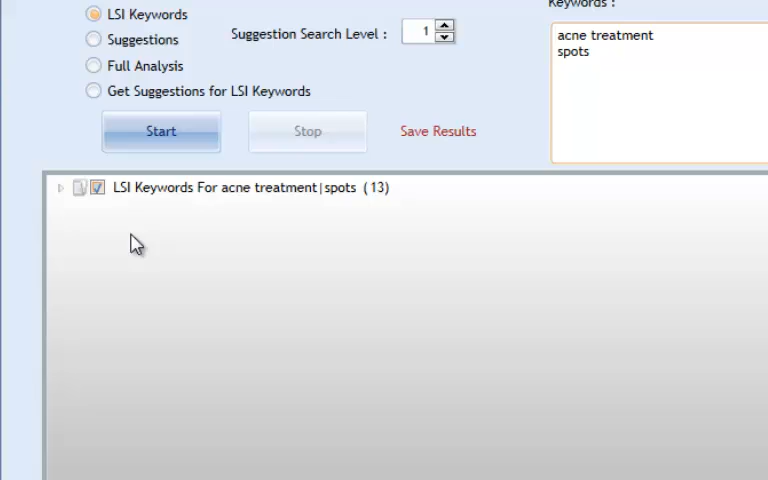 Keywords :
LSI Keywords
Suggestions
Suggestion Search Level : 1
Full Analysis
Get Suggestions for LSI Keywords
acne treatment
spots
Start
Stop
Save Results
LSI Keywords For acne treatment|spots (13)